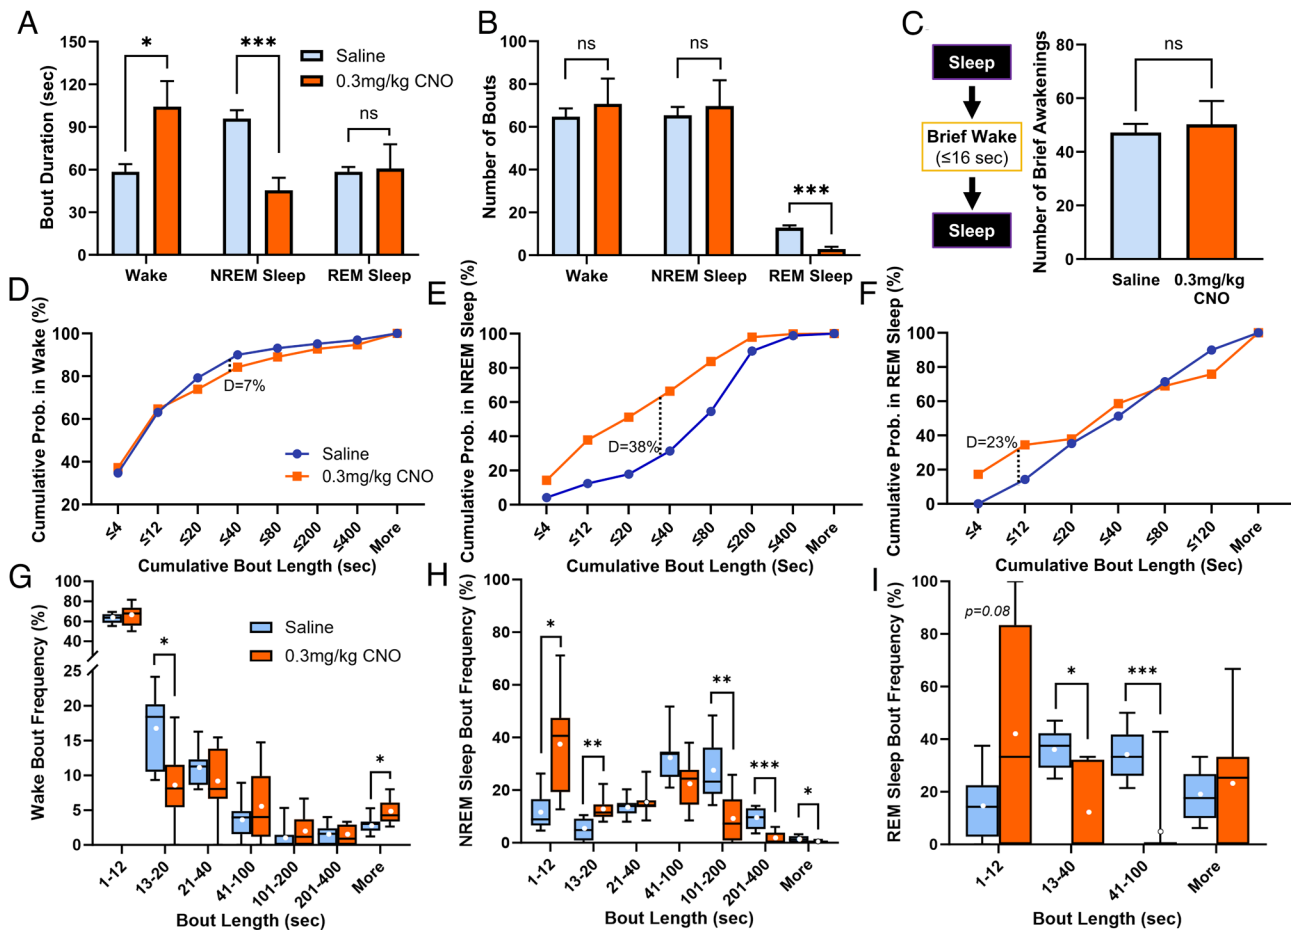 A
Bout Duration (sec)
150
120
90
60
30
0
*
***
ns
Saline
0.3mg/kg CNO
Wake
NREM Sleep
REM Sleep
B
Number of Bouts
100
80
60
40
20
0
ns
ns
***
Wake
NREM Sleep
REM Sleep
C
Sleep
Brief Wake
(≤16 sec)
Sleep
Number of Brief Awakenings
80
60
40
20
0
ns
Saline
0.3mg/kg
CNO
D
Cumulative Prob. in Wake (%)
100
80
60
40
20
D=7%
Saline
0.3mg/kg CNO
≤4
≤12
≤20
≤40
≤80
≤200
≤400
More
Cumulative Bout Length (Sec)
E
Cumulative Prob. in NREM Sleep (%)
100
80
60
40
20
0
D=38%
≤4
≤12
≤20
≤40
≤80
≤200
≤400
More
Cumulative Bout Length (Sec)
F
Cumulative Prob. in REM Sleep (%)
100
80
60
40
20
0
D=23%
≤4
≤12
≤20
≤40
≤80
≤120
More
Cumulative Bout Length (Sec)
G
Wake Bout Frequency (%)
100
80
60
40
25
20
15
10
5
0
*
*
Saline
0.3mg/kg CNO
1-12
13-20
21-40
41-100
101-200
201-400
More
Bout Length (sec)
H
NREM Sleep Bout Frequency (%)
100
80
60
40
20
0
*
**
**
***
*
1-12
13-20
21-40
41-100
101-200
201-400
More
Bout Length (sec)
I
REM Sleep Bout Frequency (%)
100
80
60
40
20
0
p=0.08
*
***
1-12
13-40
41-100
More
Bout Length (sec)